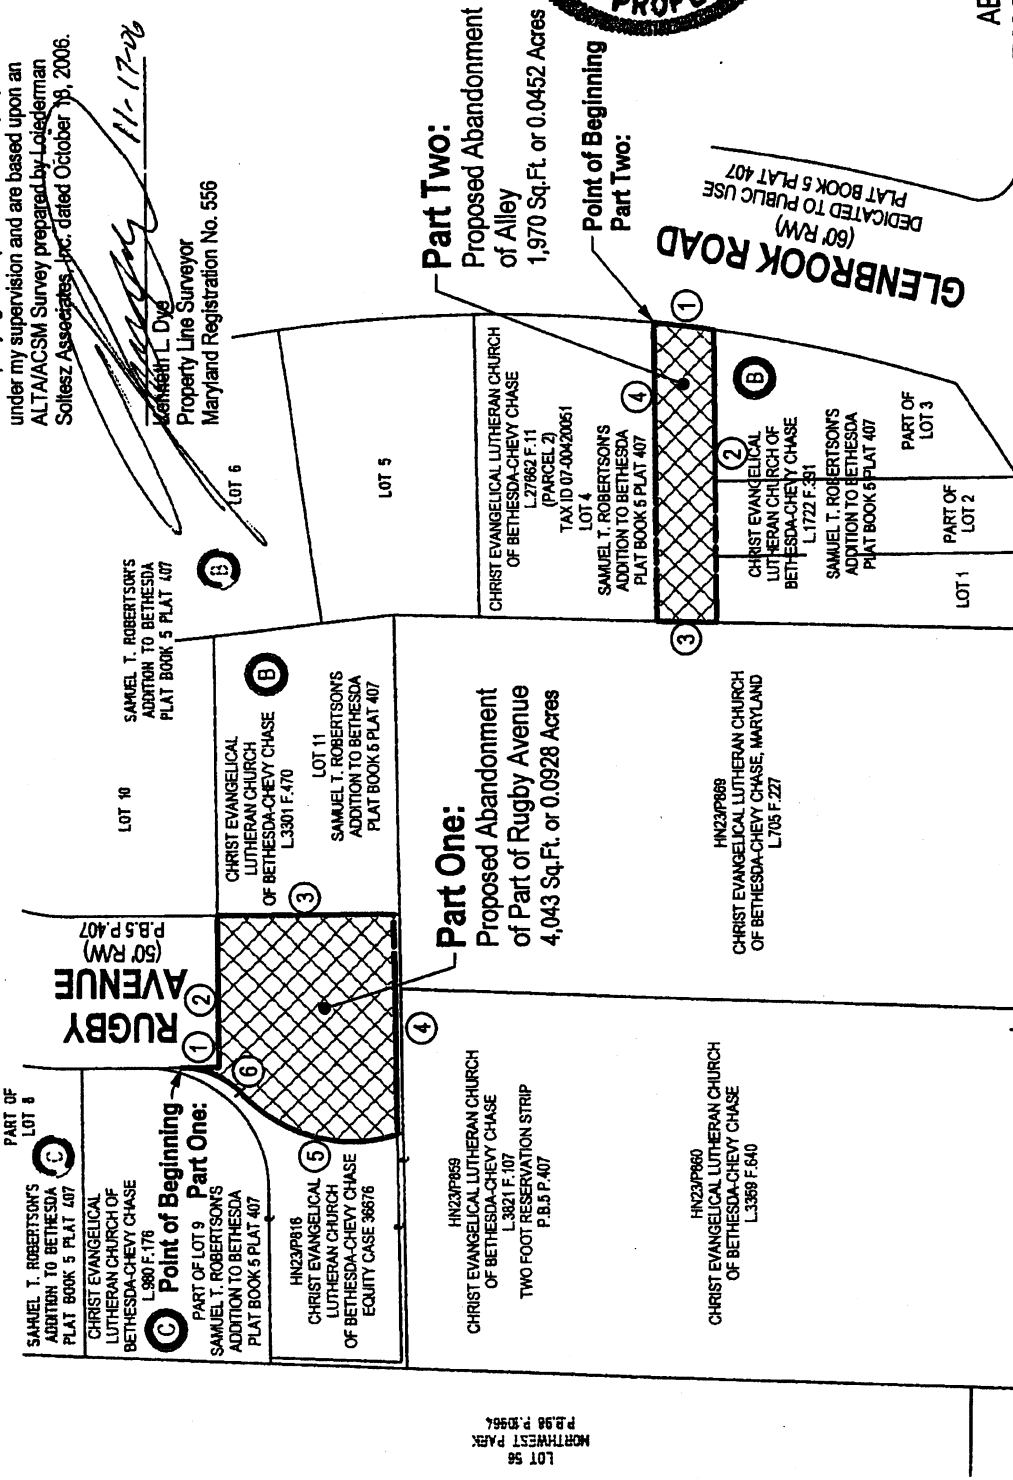 under my supervision and are based upon an
ALTA/ACSM Survey prepared by Loiederman
Soltesz Associates, Inc. dated October 18, 2006.
11-17-06
Kenneth L. Dye
Property Line Surveyor
Maryland Registration No. 556
PROPE
AB
Part Two:
Proposed Abandonment
of Alley
1,970 Sq.Ft. or 0.0452 Acres
Point of Beginning
Part Two:
GLENBROOK ROAD
(60' R/W)
DEDICATED TO PUBLIC USE
PLAT BOOK 5 PLAT 407
SAMUEL T. ROBERTSON'S
ADDITION TO BETHESDA
PLAT BOOK 5 PLAT 407
B
LOT 6
LOT 5
LOT 10
CHRIST EVANGELICAL LUTHERAN CHURCH
OF BETHESDA-CHEVY CHASE
L.27662 F.11
(PARCEL 2)
TAX ID 07-00420051
LOT 4
SAMUEL T. ROBERTSON'S
ADDITION TO BETHESDA
PLAT BOOK 5 PLAT 407
1
2
3
4
B
CHRIST EVANGELICAL
LUTHERAN CHURCH OF
BETHESDA-CHEVY CHASE
L.1722 F.391
SAMUEL T. ROBERTSON'S
ADDITION TO BETHESDA
PLAT BOOK 5 PLAT 407
PART OF
LOT 3
PART OF
LOT 2
LOT 1
CHRIST EVANGELICAL
LUTHERAN CHURCH
OF BETHESDA-CHEVY CHASE
L.3301 F.470
B
LOT 11
SAMUEL T. ROBERTSON'S
ADDITION TO BETHESDA
PLAT BOOK 5 PLAT 407
RUGBY
AVENUE
(50' R/W)
P.B.5 P.407
Part One:
Proposed Abandonment
of Part of Rugby Avenue
4,043 Sq.Ft. or 0.0928 Acres
1
2
3
4
5
6
PART OF
LOT 8
SAMUEL T. ROBERTSON'S
ADDITION TO BETHESDA
PLAT BOOK 5 PLAT 407
C
CHRIST EVANGELICAL
LUTHERAN CHURCH OF
BETHESDA-CHEVY CHASE
L.980 F.176
C
Point of Beginning
Part One:
PART OF LOT 9
SAMUEL T. ROBERTSON'S
ADDITION TO BETHESDA
PLAT BOOK 5 PLAT 407
HN23/P816
CHRIST EVANGELICAL
LUTHERAN CHURCH
OF BETHESDA-CHEVY CHASE
EQUITY CASE 36676
HN23/P859
CHRIST EVANGELICAL LUTHERAN CHURCH
OF BETHESDA-CHEVY CHASE
L.3821 F.107
TWO FOOT RESERVATION STRIP
P.B.5 P.407
HN23/P869
CHRIST EVANGELICAL LUTHERAN CHURCH
OF BETHESDA-CHEVY CHASE, MARYLAND
L.705 F.227
HN23/P860
CHRIST EVANGELICAL LUTHERAN CHURCH
OF BETHESDA-CHEVY CHASE
L.3369 F.640
LOT 56
NORTHWEST PARK
P.B.98 P.10964